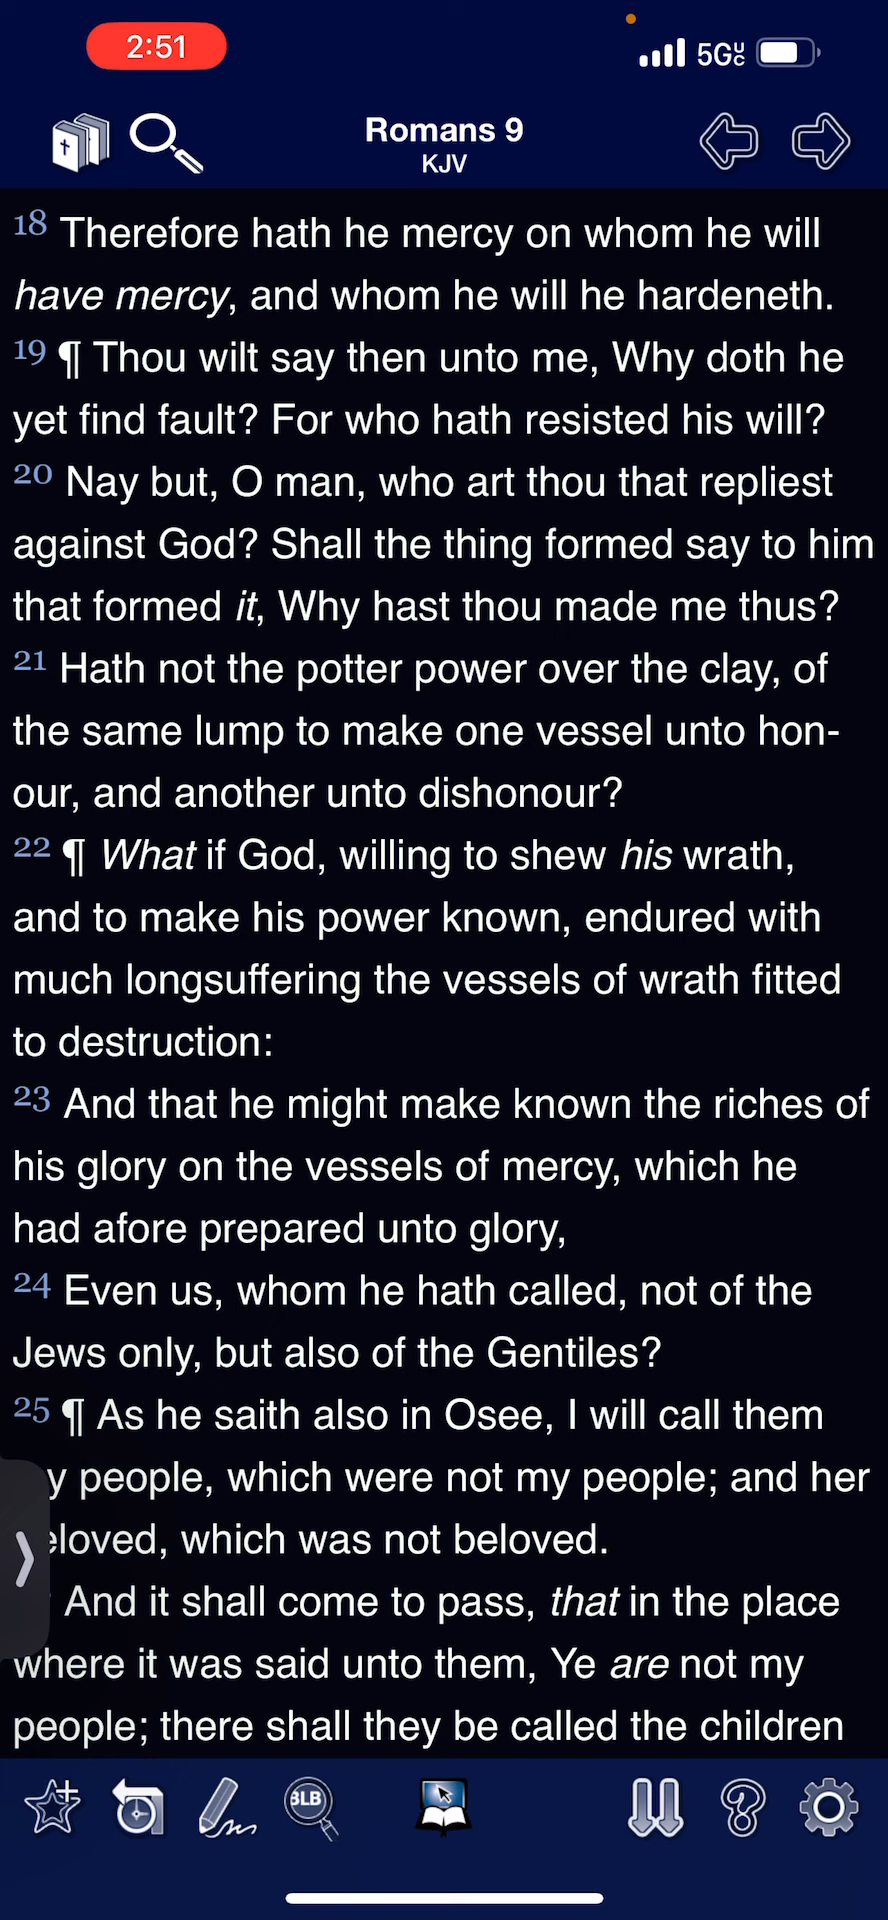 2:51
5GUC
Romans 9
KJV
18 Therefore hath he mercy on whom he will
have mercy, and whom he will he hardeneth.
19 ¶ Thou wilt say then unto me, Why doth he
yet find fault? For who hath resisted his will?
20 Nay but, O man, who art thou that repliest
against God? Shall the thing formed say to him
that formed it, Why hast thou made me thus?
21 Hath not the potter power over the clay, of
the same lump to make one vessel unto hon-
our, and another unto dishonour?
22 ¶ What if God, willing to shew his wrath,
and to make his power known, endured with
much longsuffering the vessels of wrath fitted
to destruction:
23 And that he might make known the riches of
his glory on the vessels of mercy, which he
had afore prepared unto glory,
24 Even us, whom he hath called, not of the
Jews only, but also of the Gentiles?
25 ¶ As he saith also in Osee, I will call them
y people, which were not my people; and her
eloved, which was not beloved.
And it shall come to pass, that in the place
where it was said unto them, Ye are not my
people; there shall they be called the children
BLB